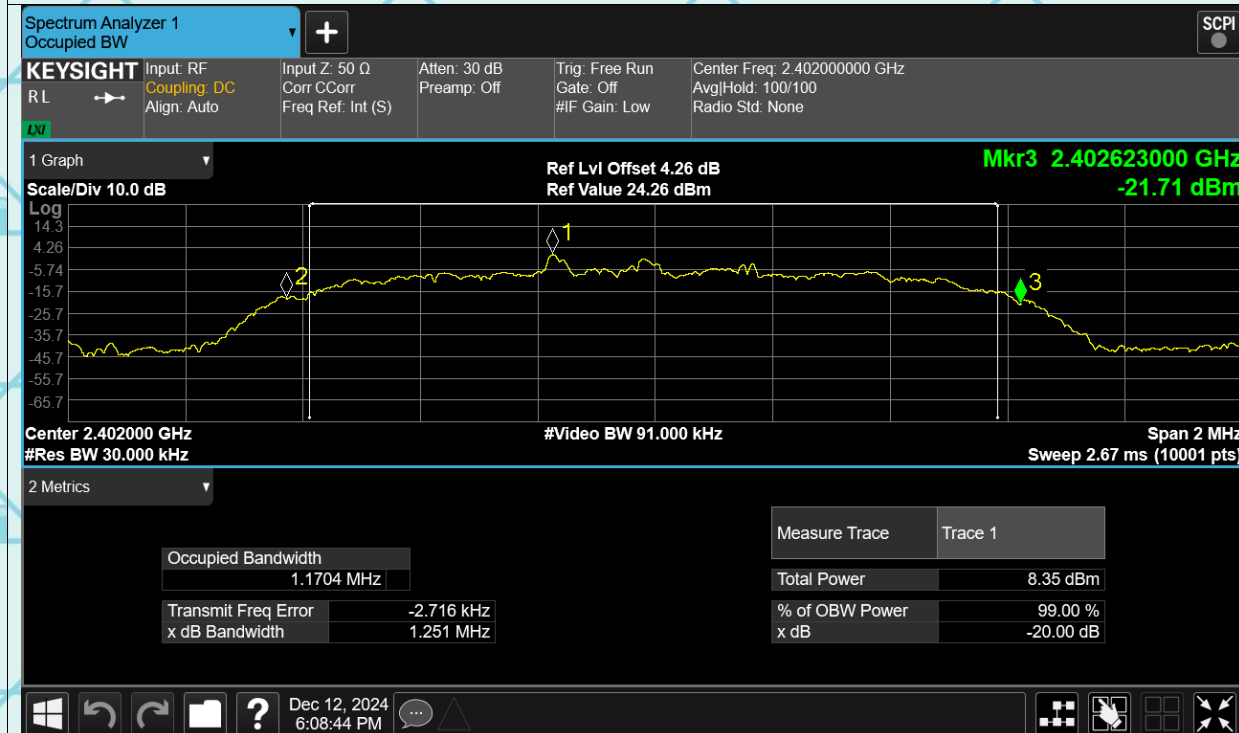 Spectrum Analyzer 1
Occupied BW
+
SCPI
KEYSIGHT
RL
LXI
Input: RF
Coupling: DC
Align: Auto
Input Z: 50 Ω
Corr CCorr
Freq Ref: Int (S)
Atten: 30 dB
Preamp: Off
Trig: Free Run
Gate: Off
#IF Gain: Low
Center Freq: 2.402000000 GHz
Avg|Hold: 100/100
Radio Std: None
1 Graph
Scale/Div 10.0 dB
Ref Lvl Offset 4.26 dB
Ref Value 24.26 dBm
Mkr3 2.402623000 GHz
-21.71 dBm
Log
14.3
4.26
-5.74
-15.7
-25.7
-35.7
-45.7
-55.7
-65.7
1
2
3
Center 2.402000 GHz
#Video BW 91.000 kHz
Span 2 MHz
#Res BW 30.000 kHz
Sweep 2.67 ms (10001 pts)
2 Metrics
Occupied Bandwidth
1.1704 MHz
Transmit Freq Error -2.716 kHz
x dB Bandwidth 1.251 MHz
Measure Trace Trace 1
Total Power 8.35 dBm
% of OBW Power 99.00 %
x dB -20.00 dB
?
Dec 12, 2024
6:08:44 PM